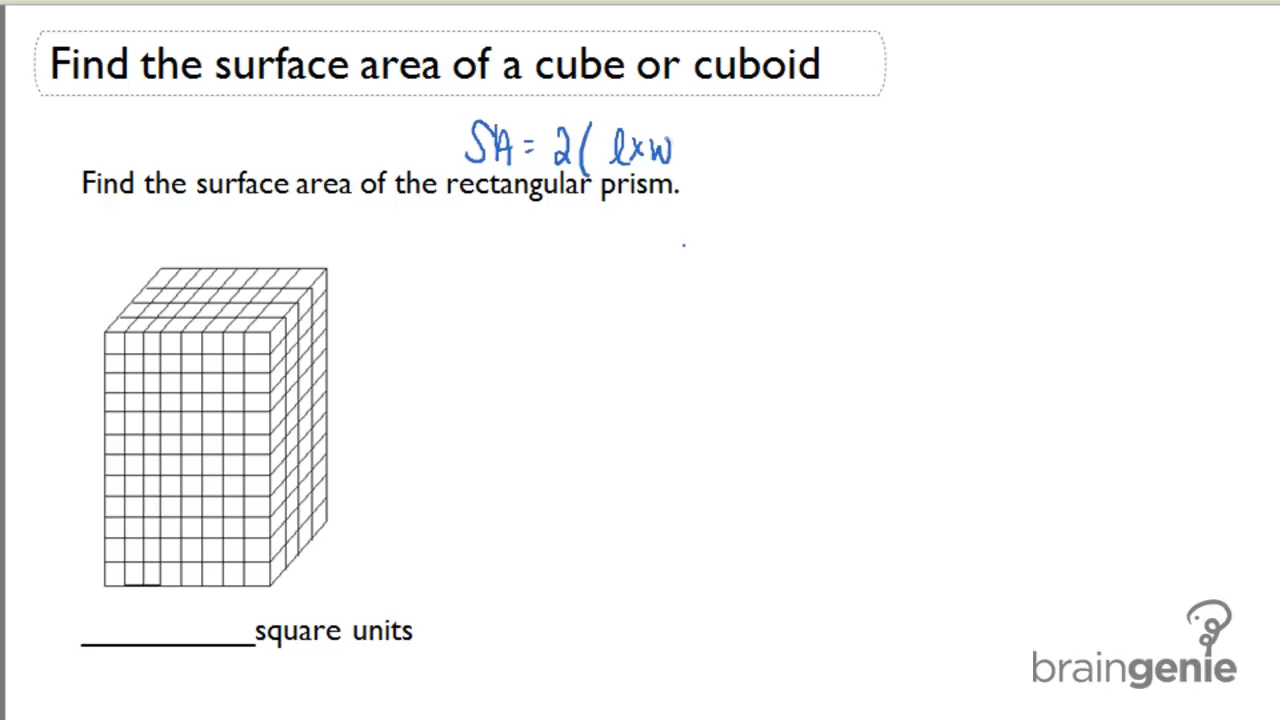 Find the surface area of a cube or cuboid
SA = 2( l×w
Find the surface area of the rectangular prism.
___________square units
braingenie